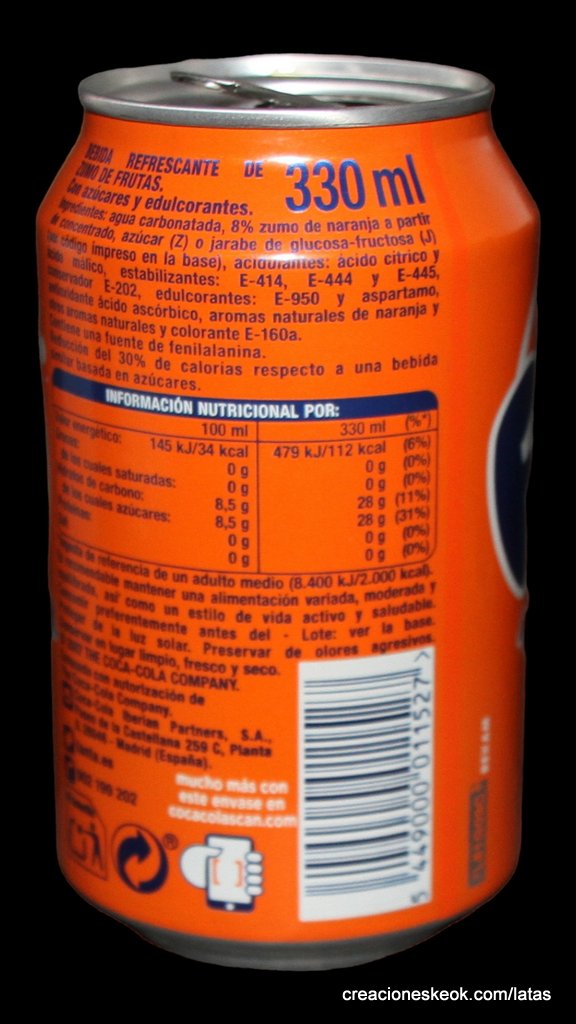 BEBIDA REFRESCANTE DE
ZUMO DE FRUTAS.
330 ml
Con azúcares y edulcorantes.
Ingredientes: agua carbonatada, 8% zumo de naranja a partir
de concentrado, azúcar (Z) o jarabe de glucosa-fructosa (J)
código impreso en la base), acidulantes: ácido cítrico y
málico, estabilizantes: E-414, E-444 y E-445,
conservador E-202, edulcorantes: E-950 y aspartamo,
antioxidante ácido ascórbico, aromas naturales de naranja y
otros aromas naturales y colorante E-160a.
Contiene una fuente de fenilalanina.
Reducción del 30% de calorías respecto a una bebida
similar basada en azúcares.
INFORMACIÓN NUTRICIONAL POR:
100 ml 330 ml (%*)
Valor energético: 145 kJ/34 kcal 479 kJ/112 kcal (6%)
Grasas: 0 g 0 g (0%)
de las cuales saturadas: 0 g 0 g (0%)
Hidratos de carbono: 8,5 g 28 g (11%)
de los cuales azúcares: 8,5 g 28 g (31%)
Proteínas: 0 g 0 g (0%)
Sal 0 g 0 g (0%)
de referencia de un adulto medio (8.400 kJ/2.000 kcal).
recomendable mantener una alimentación variada, moderada y
así como un estilo de vida activo y saludable.
preferentemente antes del - Lote: ver la base.
de la luz solar. Preservar de olores agresivos.
en lugar limpio, fresco y seco.
THE COCA-COLA COMPANY.
con autorización de
Coca-Cola Company.
Coca-Cola Iberian Partners, S.A.,
de la Castellana 259 C, Planta
Madrid (España).
902 190 202
mucho más con
este envase en
cocacolascan.com
®
5 449000 011527 >
creacioneskeok.com/latas